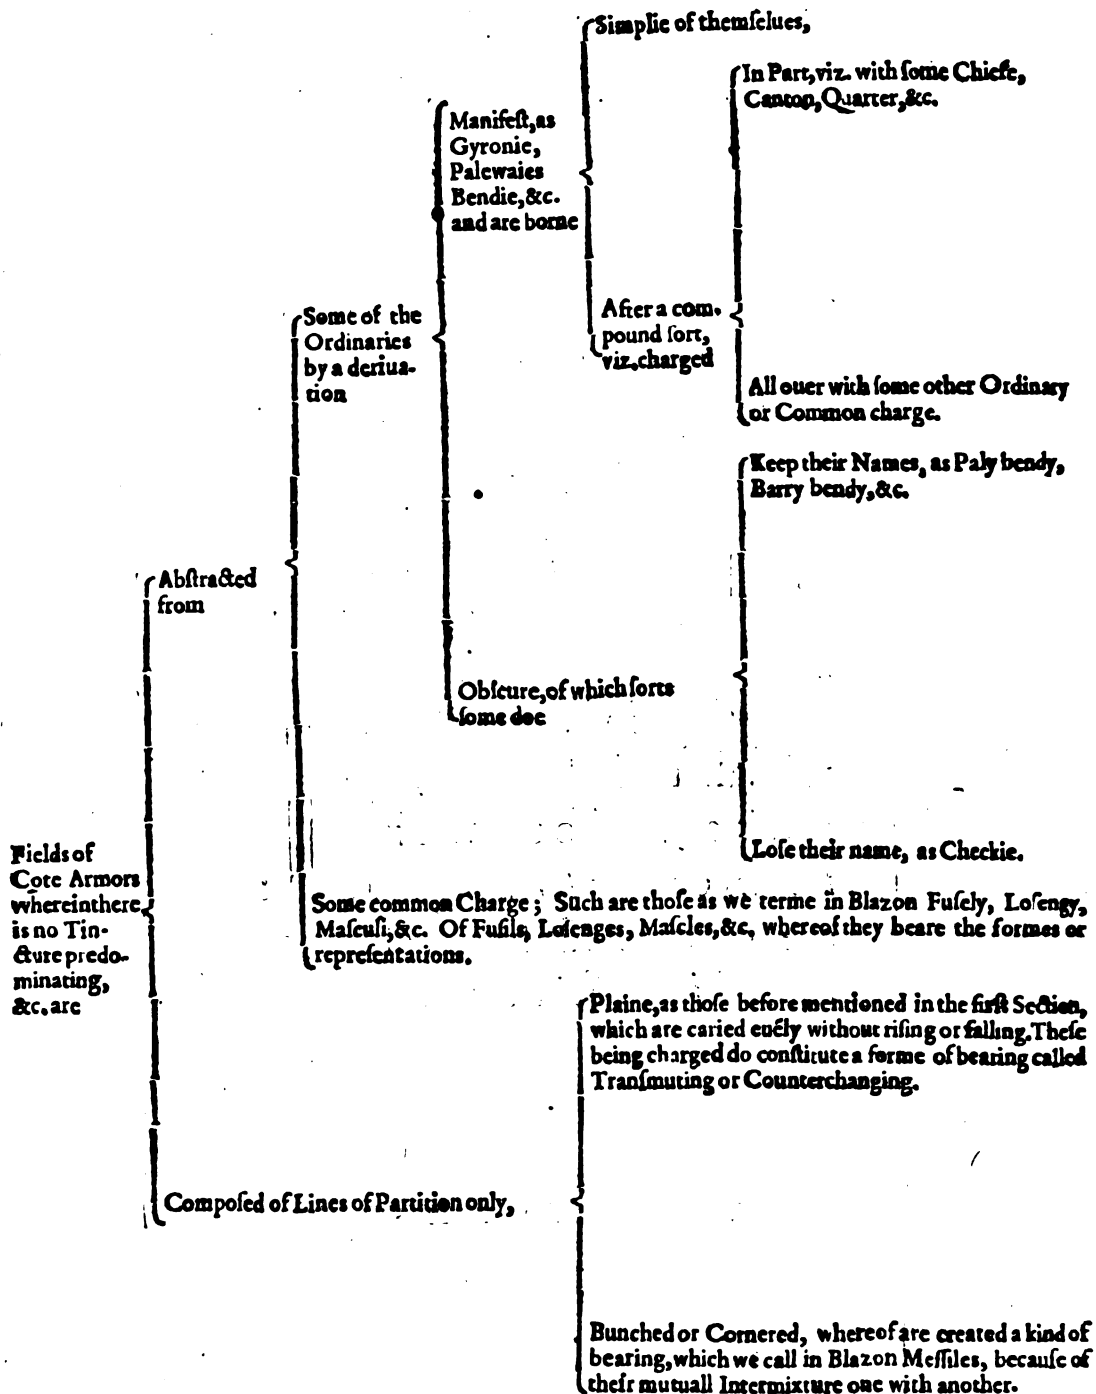 Simplie of themſelues,
In Part, viz. with ſome Chiefe,
Canton, Quarter, &c.
Manifeſt, as
Gyronie,
Palewaies
Bendie, &c.
and are borne
After a com-
pound ſort,
viz. charged
Some of the
Ordinaries
by a deriua-
tion
All ouer with ſome other Ordinary
or Common charge.
Keep their Names, as Paly bendy,
Barry bendy, &c.
Abſtracted
from
Obſcure, of which ſorts
ſome doe
Loſe their name, as Checkie.
Fields of
Cote Armors
wherein there
is no Tin-
cture predo-
minating,
&c. are
Some common Charge; Such are thoſe as we terme in Blazon Fuſely, Loſengy,
Maſculy, &c. Of Fuſils, Loſenges, Maſcles, &c. whereof they beare the formes or
repreſentations.
Plaine, as thoſe before mentioned in the firſt Section,
which are caried euēly without riſing or falling. Theſe
being charged do conſtitute a forme of bearing called
Tranſmuting or Counterchanging.
Compoſed of Lines of Partition only,
Bunched or Cornered, whereof are created a kind of
bearing, which we call in Blazon Meſſiles, becauſe of
their mutuall Intermixture one with another.